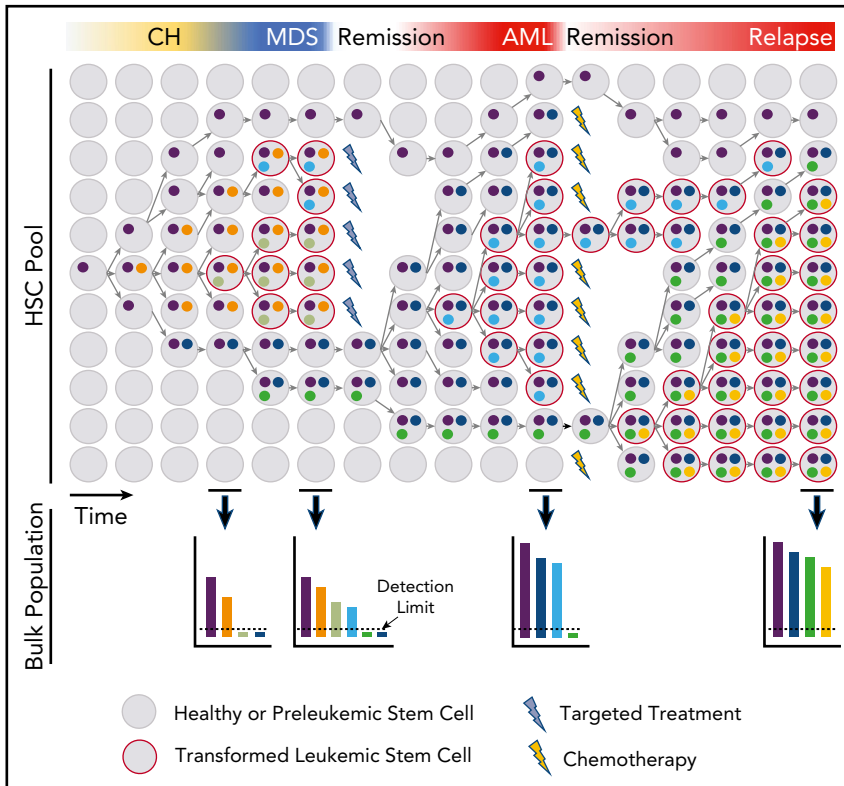 CH MDS Remission AML Remission Relapse
HSC Pool
Time
Bulk Population
Detection
Limit
Healthy or Preleukemic Stem Cell
Targeted Treatment
Transformed Leukemic Stem Cell
Chemotherapy